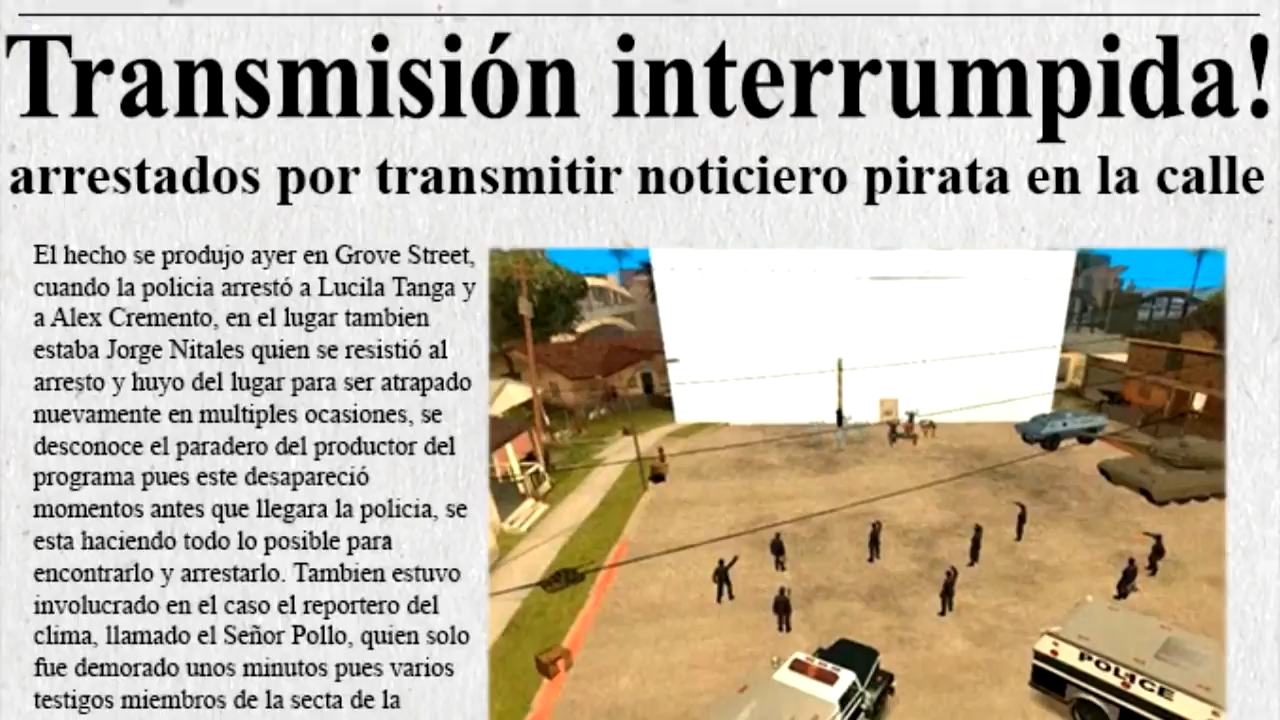 Transmisión interrumpida!
arrestados por transmitir noticiero pirata en la calle
El hecho se produjo ayer en Grove Street,
cuando la policia arrestó a Lucila Tanga y
a Alex Cremento, en el lugar tambien
estaba Jorge Nitales quien se resistió al
arresto y huyo del lugar para ser atrapado
nuevamente en multiples ocasiones, se
desconoce el paradero del productor del
programa pues este desapareció
momentos antes que llegara la policia, se
esta haciendo todo lo posible para
encontrarlo y arrestarlo. Tambien estuvo
involucrado en el caso el reportero del
clima, llamado el Señor Pollo, quien solo
fue demorado unos minutos pues varios
testigos miembros de la secta de la
POLICE